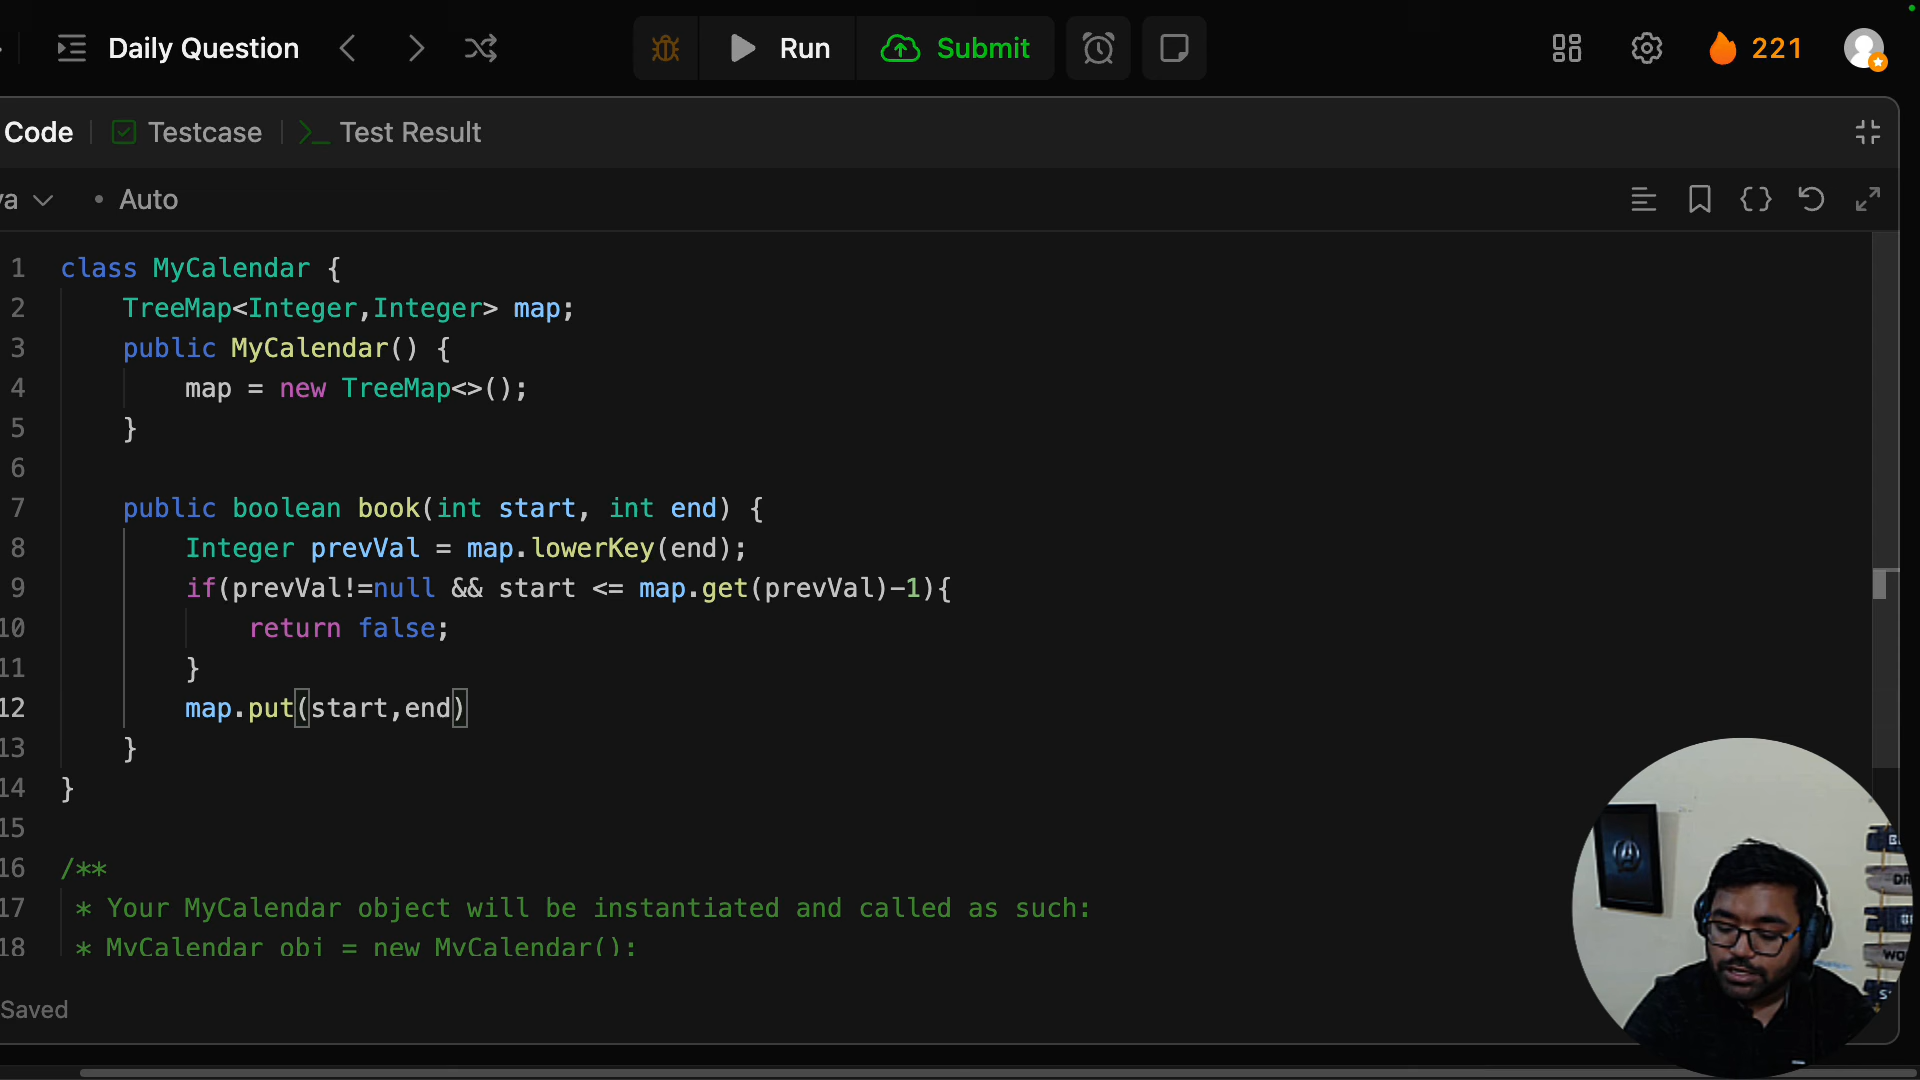 Daily Question
Run
Submit
221
Code
Testcase
Test Result
va
Auto
1 class MyCalendar {
2 TreeMap<Integer,Integer> map;
3 public MyCalendar() {
4 map = new TreeMap<>();
5 }
6
7 public boolean book(int start, int end) {
8 Integer prevVal = map.lowerKey(end);
9 if(prevVal!=null && start <= map.get(prevVal)-1){
10 return false;
11 }
12 map.put(start,end)
13 }
14 }
15
16 /**
17 * Your MyCalendar object will be instantiated and called as such:
18 * MyCalendar obj = new MyCalendar();
Saved